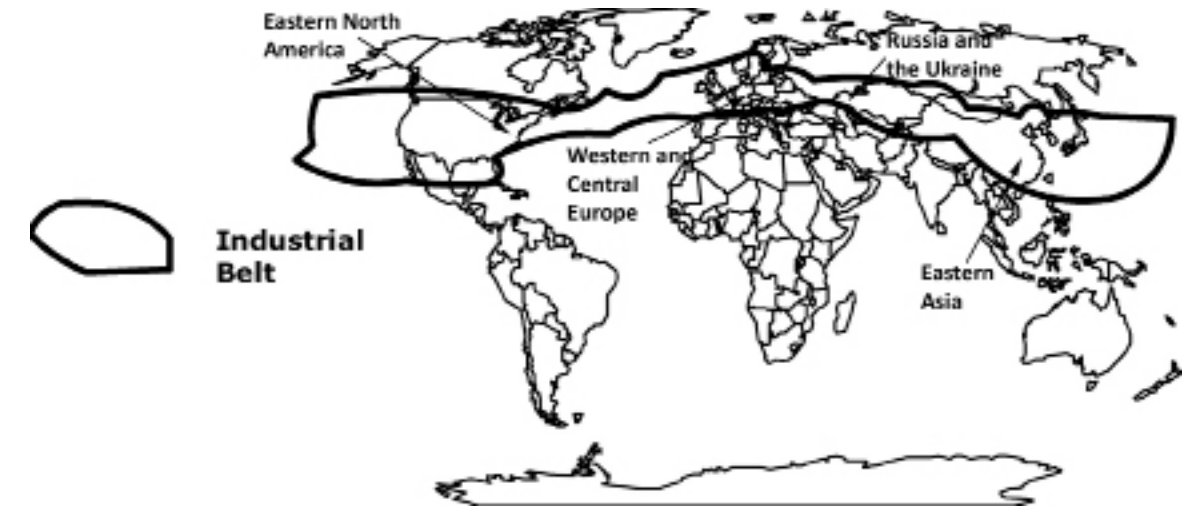 Eastern North
America
Russia and
the Ukraine
Western and
Central
Europe
Industrial
Belt
Eastern
Asia